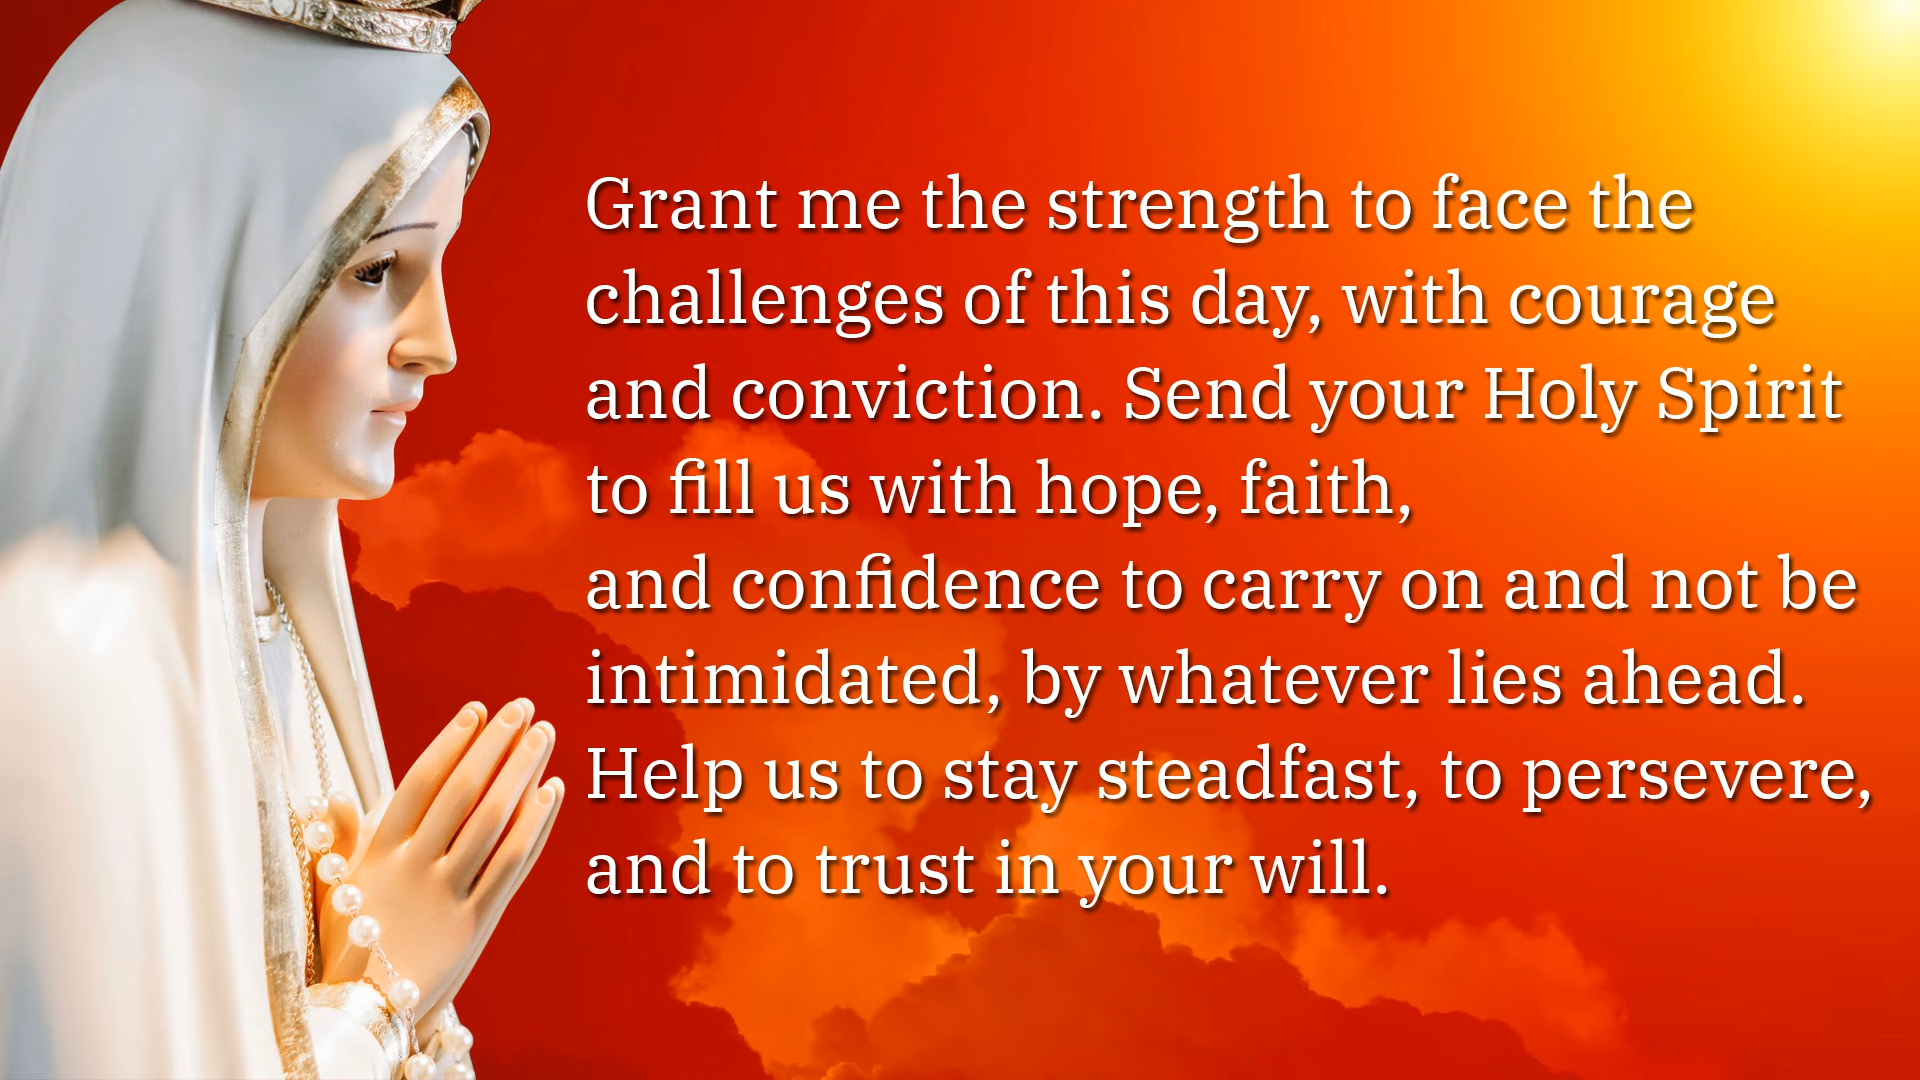 Grant me the strength to face the
challenges of this day, with courage
and conviction. Send your Holy Spirit
to fill us with hope, faith,
and confidence to carry on and not be
intimidated, by whatever lies ahead.
Help us to stay steadfast, to persevere,
and to trust in your will.